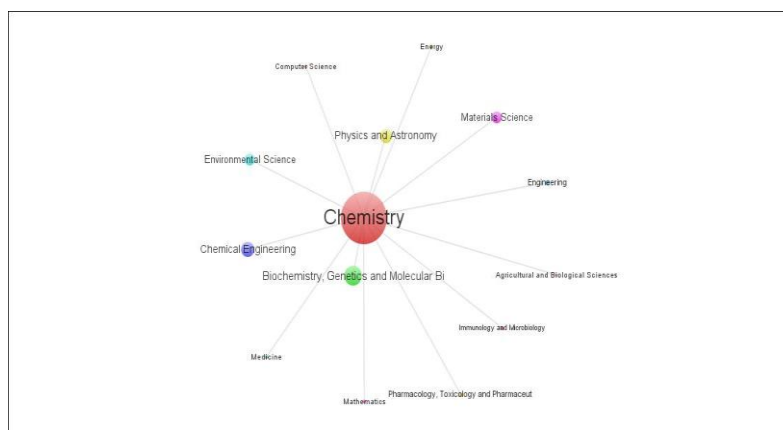 Energy
Computer Science
Materials Science
Physics and Astronomy
Environmental Science
Engineering
Chemistry
Chemical Engineering
Biochemistry, Genetics and Molecular Bi
Agricultural and Biological Sciences
Immunology and Microbiology
Medicine
Pharmacology, Toxicology and Pharmaceut
Mathematics